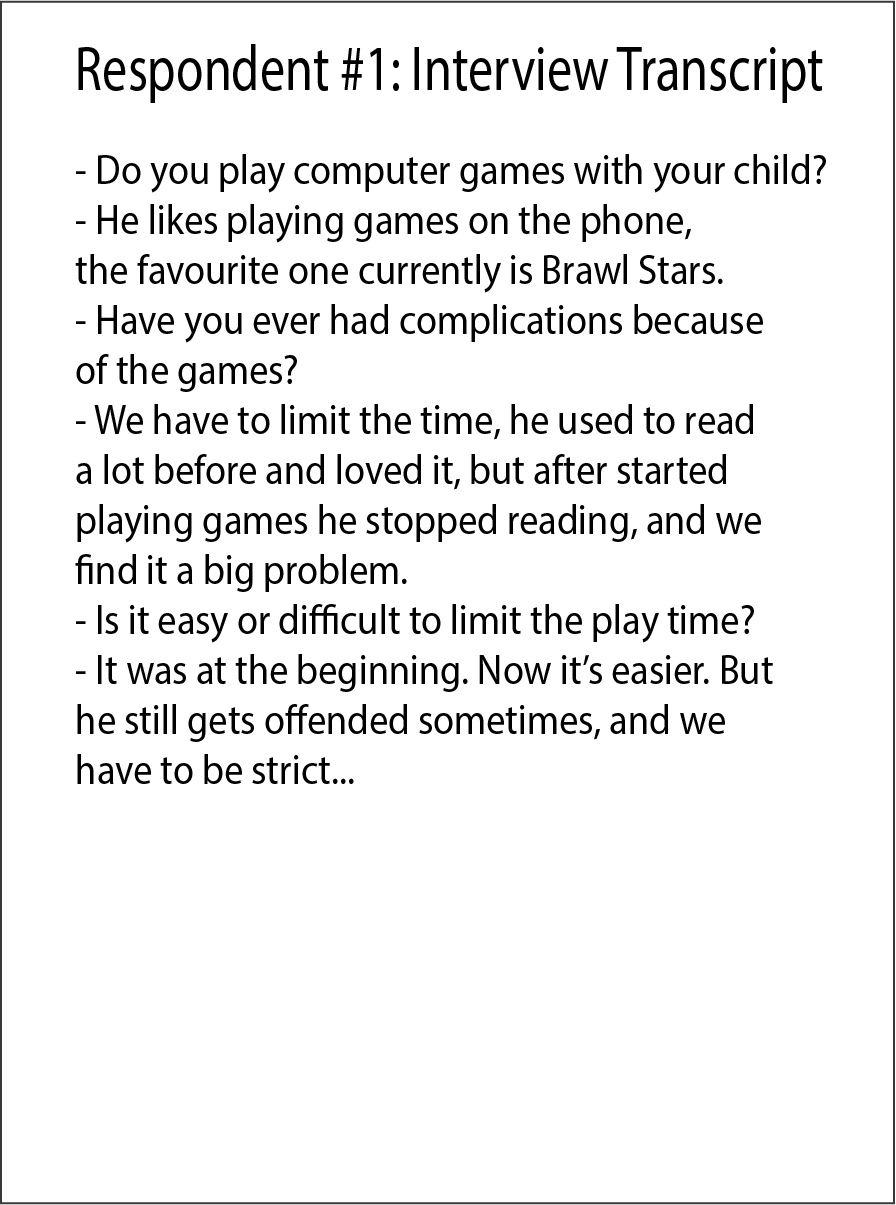 Respondent #1: Interview Transcript
- Do you play computer games with your child?
- He likes playing games on the phone,
the favourite one currently is Brawl Stars.
- Have you ever had complications because
of the games?
- We have to limit the time, he used to read
a lot before and loved it, but after started
playing games he stopped reading, and we
find it a big problem.
- Is it easy or difficult to limit the play time?
- It was at the beginning. Now it’s easier. But
he still gets offended sometimes, and we
have to be strict...